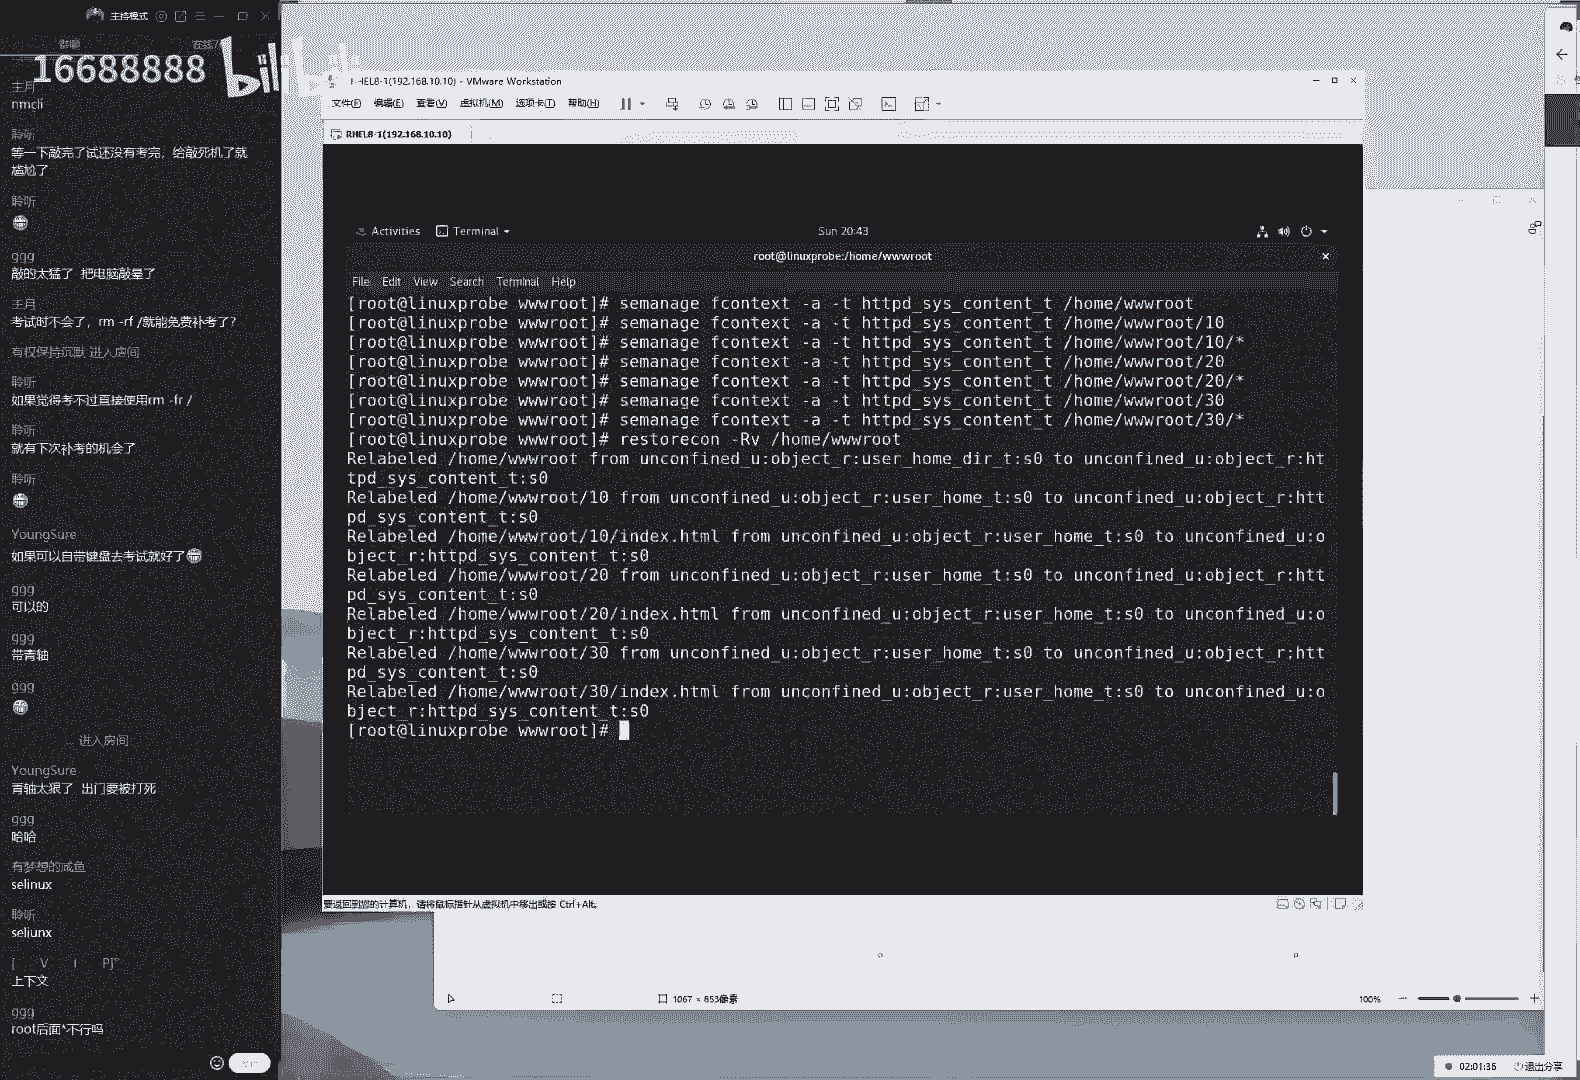 主持模式
16688888
bilibili
主月
nmcli
聆听
等一下敲完了试还没有考完，给敲死机了就
尴尬了
聆听
ggg
敲的太猛了 把电脑敲晕了
主月
考试时不会了，rm -rf /就能免费补考了？
有权保持沉默 进入房间
聆听
如果觉得考不过直接使用rm -fr /
聆听
就有下次补考的机会了
聆听
YoungSure
如果可以自带键盘去考试就好了
ggg
可以的
ggg
带青轴
ggg
... 进入房间
YoungSure
青轴太狠了 出门要被打死
ggg
哈哈
有梦想的咸鱼
selinux
聆听
seliunx
[ V I P]
上下文
ggg
root后面*不行吗
RHEL8-1(192.168.10.10) - VMware Workstation
文件(F) 编辑(E) 查看(V) 虚拟机(M) 选项卡(T) 帮助(H)
RHEL8-1(192.168.10.10)
Activities Terminal Sun 20:43
root@linuxprobe:/home/wwwroot
File Edit View Search Terminal Help
[root@linuxprobe wwwroot]# semanage fcontext -a -t httpd_sys_content_t /home/wwwroot
[root@linuxprobe wwwroot]# semanage fcontext -a -t httpd_sys_content_t /home/wwwroot/10
[root@linuxprobe wwwroot]# semanage fcontext -a -t httpd_sys_content_t /home/wwwroot/10/*
[root@linuxprobe wwwroot]# semanage fcontext -a -t httpd_sys_content_t /home/wwwroot/20
[root@linuxprobe wwwroot]# semanage fcontext -a -t httpd_sys_content_t /home/wwwroot/20/*
[root@linuxprobe wwwroot]# semanage fcontext -a -t httpd_sys_content_t /home/wwwroot/30
[root@linuxprobe wwwroot]# semanage fcontext -a -t httpd_sys_content_t /home/wwwroot/30/*
[root@linuxprobe wwwroot]# restorecon -Rv /home/wwwroot
Relabeled /home/wwwroot from unconfined_u:object_r:user_home_dir_t:s0 to unconfined_u:object_r:ht
tpd_sys_content_t:s0
Relabeled /home/wwwroot/10 from unconfined_u:object_r:user_home_t:s0 to unconfined_u:object_r:htt
pd_sys_content_t:s0
Relabeled /home/wwwroot/10/index.html from unconfined_u:object_r:user_home_t:s0 to unconfined_u:o
bject_r:httpd_sys_content_t:s0
Relabeled /home/wwwroot/20 from unconfined_u:object_r:user_home_t:s0 to unconfined_u:object_r:htt
pd_sys_content_t:s0
Relabeled /home/wwwroot/20/index.html from unconfined_u:object_r:user_home_t:s0 to unconfined_u:o
bject_r:httpd_sys_content_t:s0
Relabeled /home/wwwroot/30 from unconfined_u:object_r:user_home_t:s0 to unconfined_u:object_r:htt
pd_sys_content_t:s0
Relabeled /home/wwwroot/30/index.html from unconfined_u:object_r:user_home_t:s0 to unconfined_u:o
bject_r:httpd_sys_content_t:s0
[root@linuxprobe wwwroot]#
要返回到您的计算机，请将鼠标指针从虚拟机中移出或按 Ctrl+Alt。
1067 × 853像素
100%
02:01:36 退出分享